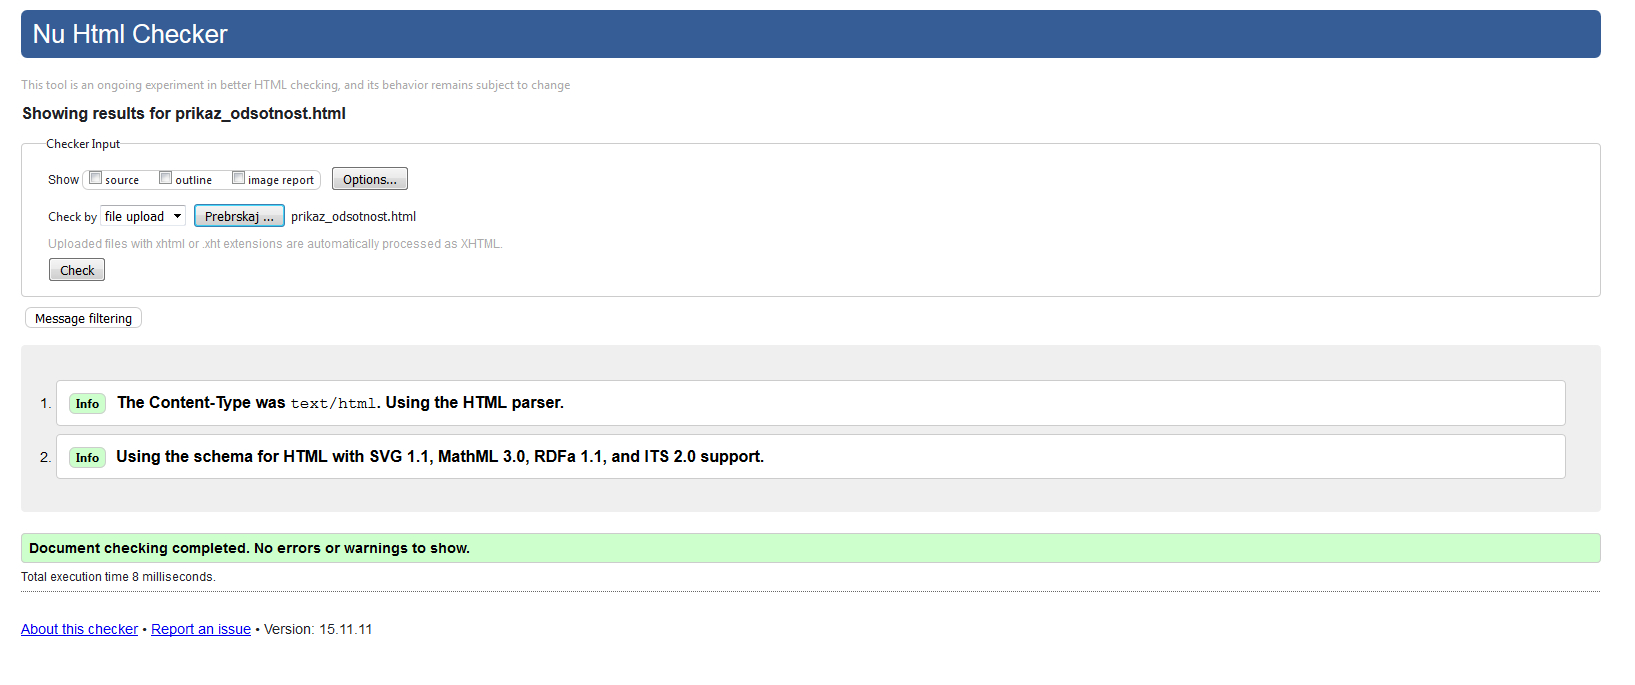 Nu Html Checker
This tool is an ongoing experiment in better HTML checking, and its behavior remains subject to change
Showing results for prikaz_odsotnost.html
Checker Input
Show source outline image report Options...
Check by file upload Prebrskaj ... prikaz_odsotnost.html
Uploaded files with xhtml or .xht extensions are automatically processed as XHTML.
Check
Message filtering
1. Info The Content-Type was text/html. Using the HTML parser.
2. Info Using the schema for HTML with SVG 1.1, MathML 3.0, RDFa 1.1, and ITS 2.0 support.
Document checking completed. No errors or warnings to show.
Total execution time 8 milliseconds.
About this checker • Report an issue • Version: 15.11.11